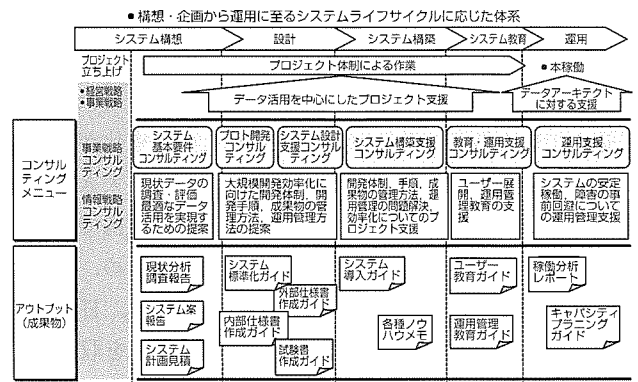 ●構想・企画から運用に至るシステムライフサイクルに応じた体系
システム構想
設計
システム構築
システム教育
運用
プロジェクト
立ち上げ
プロジェクト体制による作業
●本稼働
●経営戦略
●事業戦略
データ活用を中心にしたプロジェクト支援
データアーキテクト
に対する支援
コンサル
ティング
メニュー
事業戦略
コンサル
ティング
情報戦略
コンサル
ティング
システム
基本要件
コンサルティング
プロト開発
コンサル
ティング
システム設計
支援コンサル
ティング
システム構築支援
コンサルティング
教育・運用支援
コンサルティング
運用支援
コンサルティング
現状データの
調査・評価
最適なデータ
活用を実現す
るための提案
大規模開発効率化に
向けた開発体制、開
発手順、成果物の管
理方法、運用管理方
法の提案
開発体制、手順、成
果物の管理方法、運
用管理の問題解決、
効率化についてのプ
ロジェクト支援
ユーザー展
開、運用管
理教育の支
援
システムの安定
稼働、障害の事
前回避について
の運用管理支援
アウトプット
(成果物)
現状分析
調査報告
システム案
報告
システム
計画見積
システム
標準化ガイド
外部仕様書
作成ガイド
内部仕様書
作成ガイド
試験書
作成ガイド
システム
導入ガイド
各種ノウ
ハウメモ
ユーザー
教育ガイド
運用管理
教育ガイド
稼働分析
レポート
キャパシティ
プラニング
ガイド